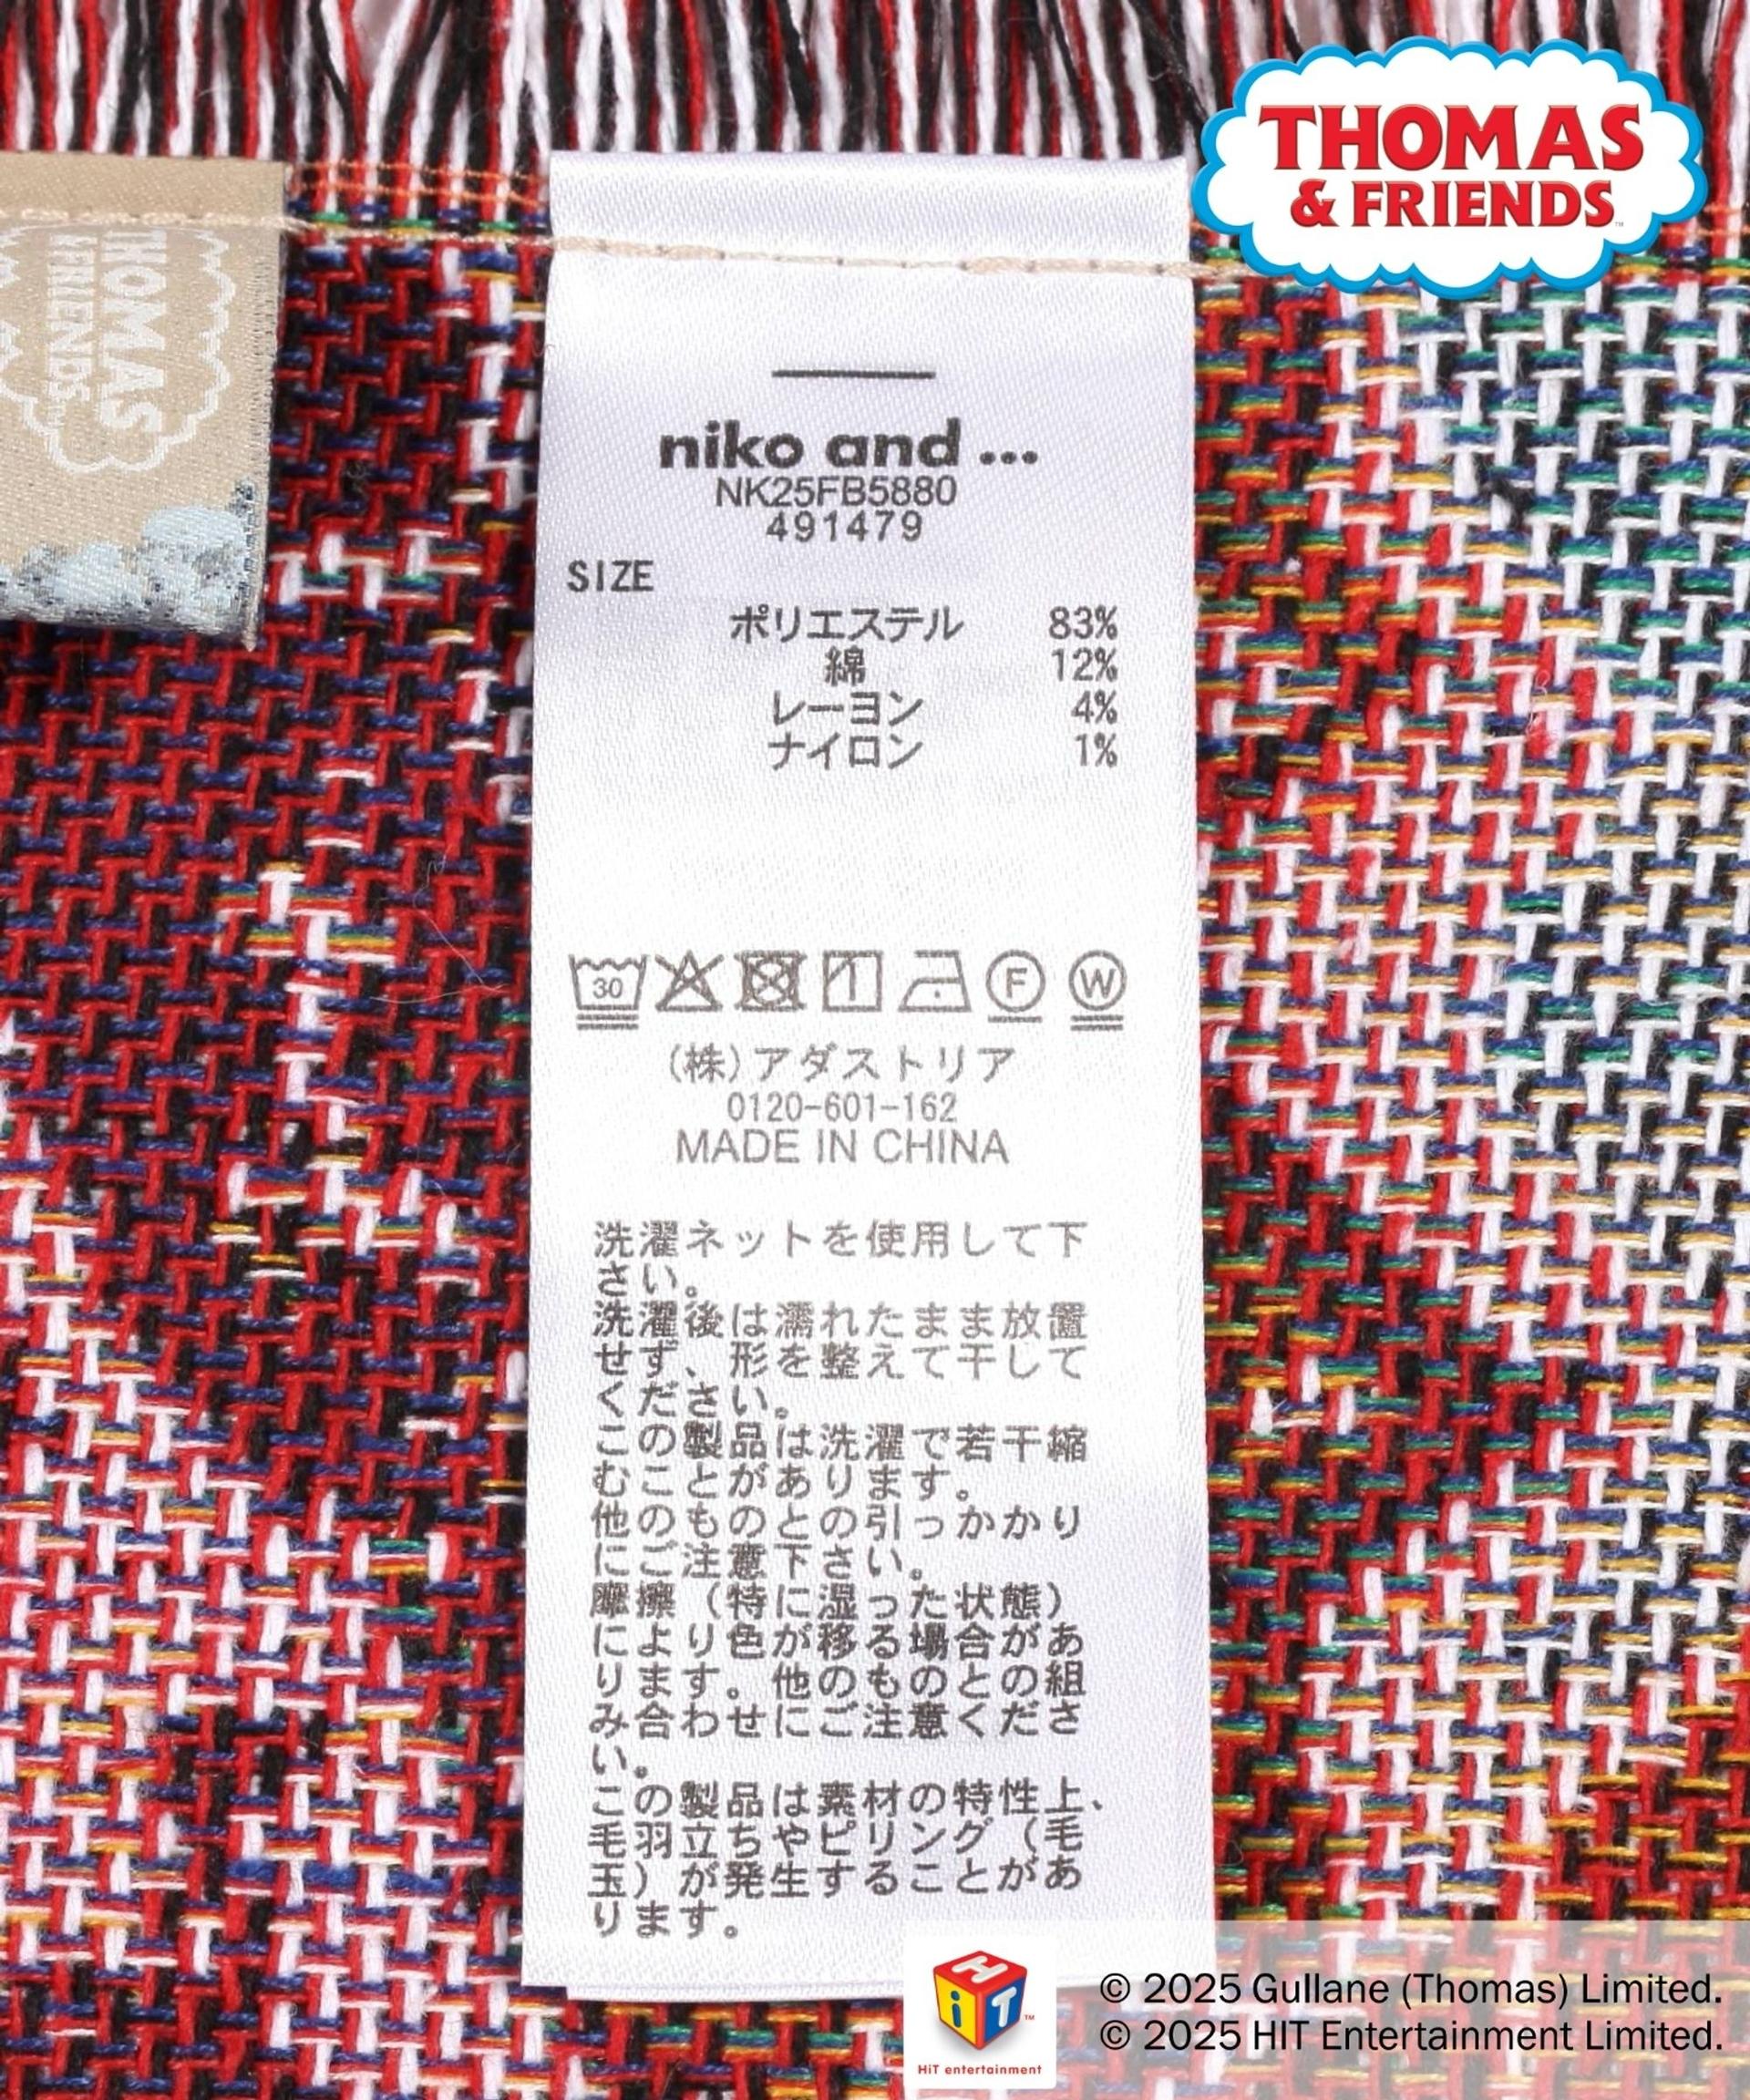 THOMAS
& FRIENDS
THOMAS
& FRIENDS
niko and ...
NK25FB5880
491479
SIZE
ポリエステル 83%
綿 12%
レーヨン 4%
ナイロン 1%
30 F W
(株)アダストリア
0120-601-162
MADE IN CHINA
洗濯ネットを使用して下
さい。
洗濯後は濡れたまま放置
せず、形を整えて干して
ください。
この製品は洗濯で若干縮
むことがあります。
他のものとの引っかかり
にご注意下さい。
摩擦(特に湿った状態)
により色が移る場合があ
ります。他のものとの組
み合わせにご注意くださ
い。
この製品は素材の特性上、
毛羽立ちやピリング(毛
玉)が発生することがあ
ります。
HiT
HiT entertainment
© 2025 Gullane (Thomas) Limited.
© 2025 HIT Entertainment Limited.